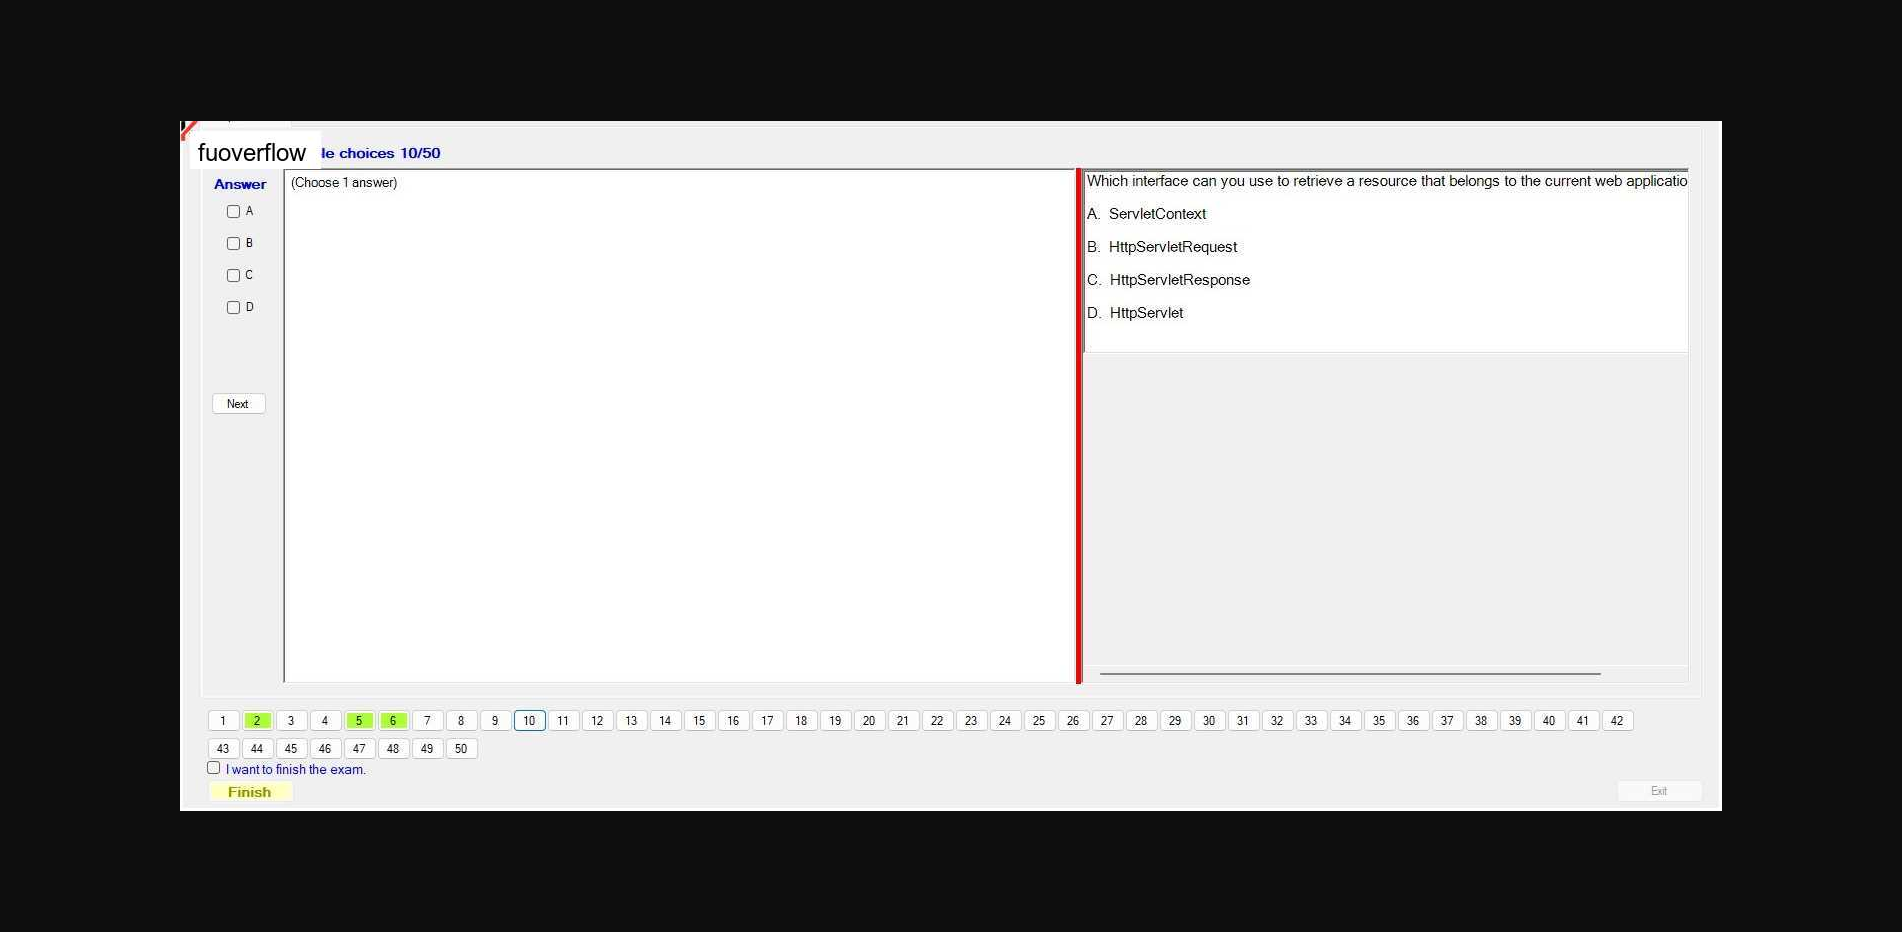 fuoverflow
le choices 10/50
Answer
A
B
C
D
Next
(Choose 1 answer)
Which interface can you use to retrieve a resource that belongs to the current web applicatio
A. ServletContext
B. HttpServletRequest
C. HttpServletResponse
D. HttpServlet
1 2 3 4 5 6 7 8 9 10 11 12 13 14 15 16 17 18 19 20 21 22 23 24 25 26 27 28 29 30 31 32 33 34 35 36 37 38 39 40 41 42
43 44 45 46 47 48 49 50
I want to finish the exam.
Finish
Exit